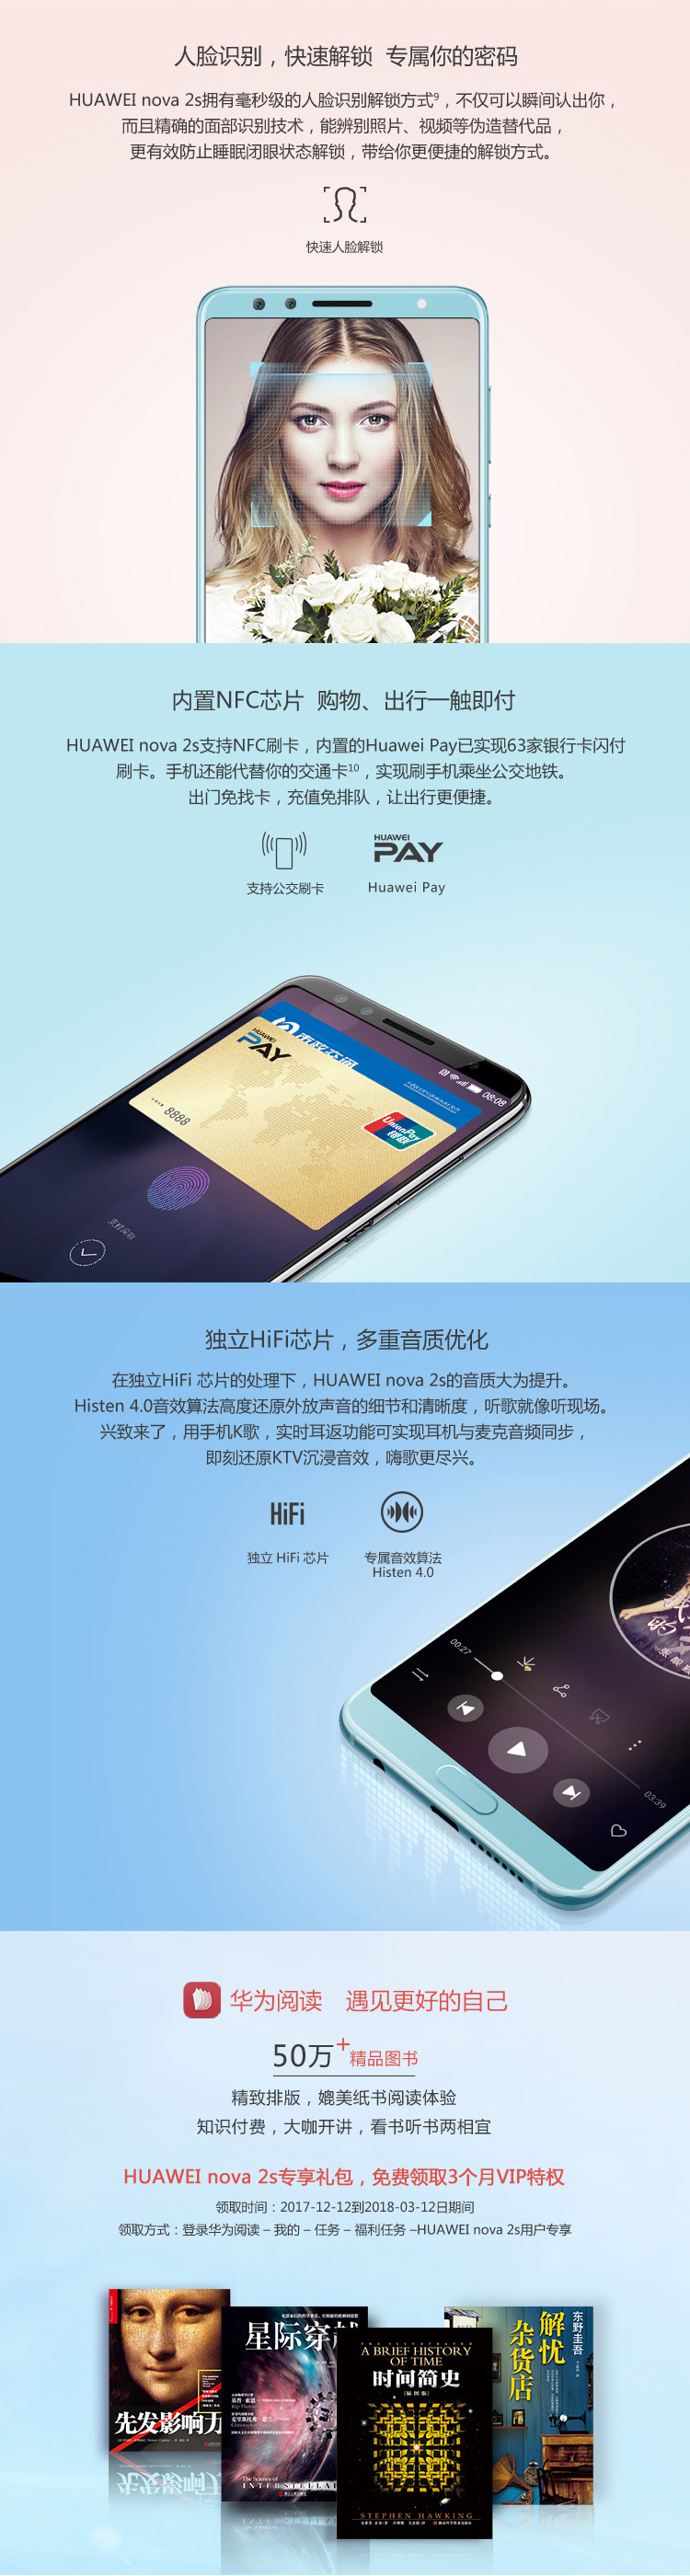 人脸识别，快速解锁 专属你的密码
HUAWEI nova 2s拥有毫秒级的人脸识别解锁方式9，不仅可以瞬间认出你，
而且精确的面部识别技术，能辨别照片、视频等伪造替代品，
更有效防止睡眠闭眼状态解锁，带给你更便捷的解锁方式。
快速人脸解锁
内置NFC芯片 购物、出行一触即付
HUAWEI nova 2s支持NFC刷卡，内置的Huawei Pay已实现63家银行卡闪付
刷卡。手机还能代替你的交通卡10，实现刷手机乘坐公交地铁。
出门免找卡，充值免排队，让出行更便捷。
HUAWEI
PAY
支持公交刷卡
Huawei Pay
08:08
HUAWEI
PAY
8888
UnionPay
银联
独立HiFi芯片，多重音质优化
在独立HiFi 芯片的处理下，HUAWEI nova 2s的音质大为提升。
Histen 4.0音效算法高度还原外放声音的细节和清晰度，听歌就像听现场。
兴致来了，用手机K歌，实时耳返功能可实现耳机与麦克音频同步，
即刻还原KTV沉浸音效，嗨歌更尽兴。
HiFi
独立 HiFi 芯片
专属音效算法
Histen 4.0
00:27
03:39
华为阅读 遇见更好的自己
50万+精品图书
精致排版，媲美纸书阅读体验
知识付费，大咖开讲，看书听书两相宜
HUAWEI nova 2s专享礼包，免费领取3个月VIP特权
领取时间：2017-12-12到2018-03-12日期间
领取方式：登录华为阅读 – 我的 – 任务 – 福利任务 –HUAWEI nova 2s用户专享
先发影响力
星际穿越
The Science of
INTERSTELLA
THE ILLUSTRATED
A BRIEF HISTORY
OF TIME
时间简史
STEPHEN HAWKING
东野圭吾
解忧
杂货店